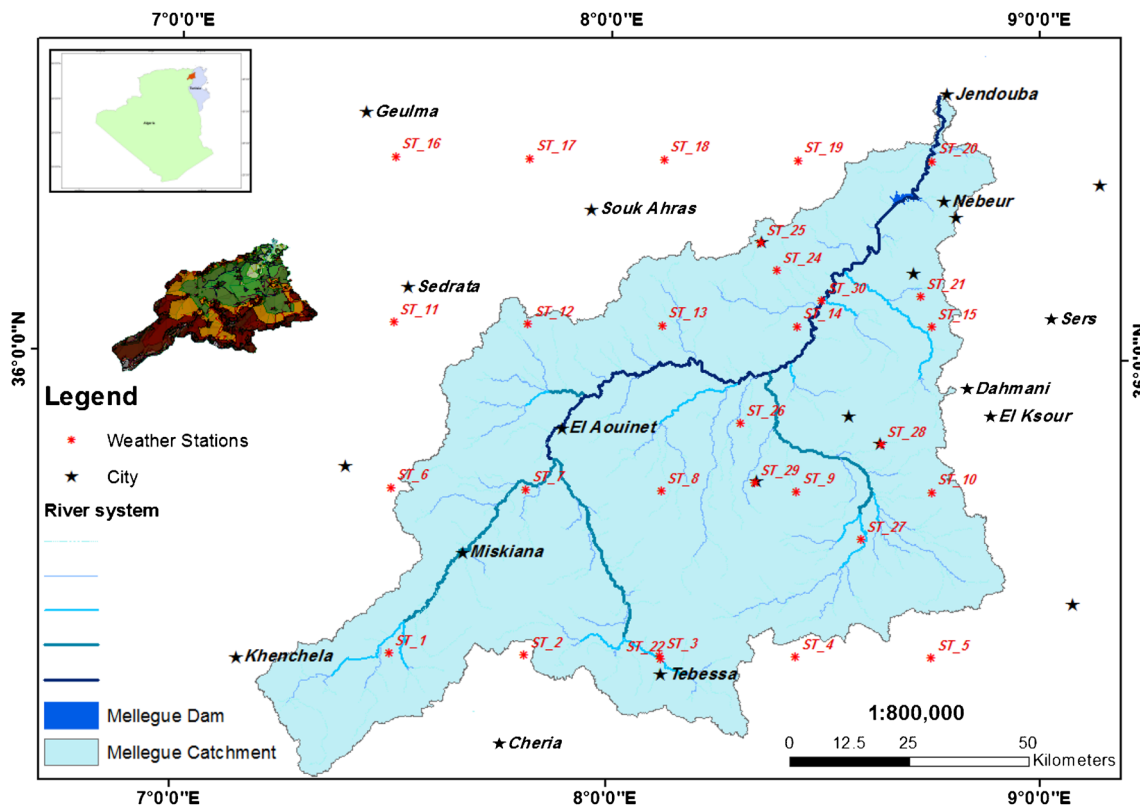 7°0'0"E
8°0'0"E
9°0'0"E
Jendouba
Geulma
ST_16
ST_17
ST_18
ST_19
ST_20
Nebeur
Souk Ahras
ST_25
ST_24
Sedrata
ST_30
ST_21
ST_11
ST_12
ST_13
ST_14
ST_15
Sers
36°0'0"N
36°0'0"N
Legend
Weather Stations
City
River system
Mellegue Dam
Mellegue Catchment
Dahmani
El Ksour
El Aouinet
ST_26
ST_28
ST_6
ST_7
ST_8
ST_29
ST_9
ST_10
ST_27
Miskiana
ST_1
ST_2
ST_22
ST_3
ST_4
ST_5
Khenchela
Tebessa
Cheria
1:800,000
0 12.5 25 50
Kilometers
7°0'0"E
8°0'0"E
9°0'0"E